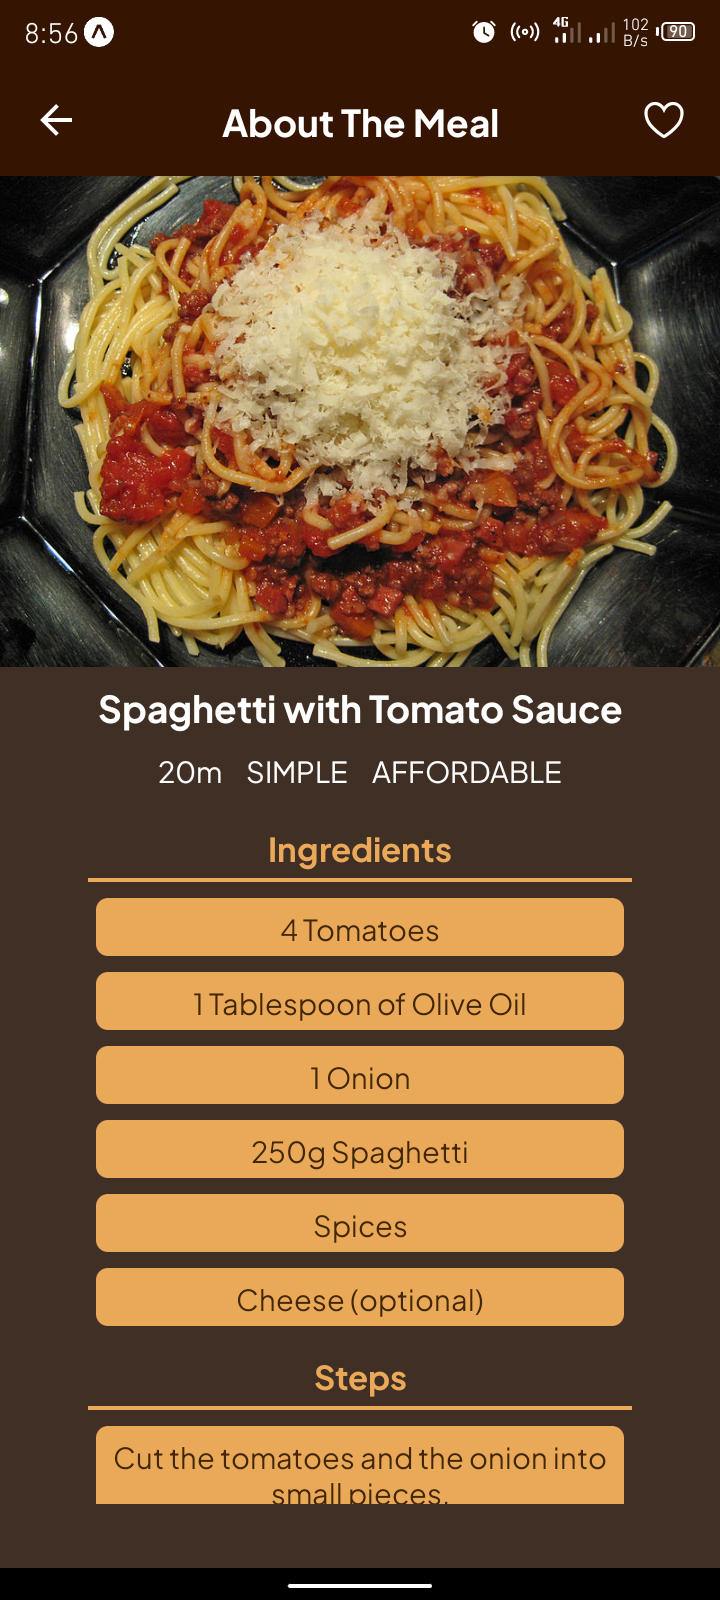 8:56
4G
102
B/s
90
About The Meal
Spaghetti with Tomato Sauce
20m SIMPLE AFFORDABLE
Ingredients
4 Tomatoes
1 Tablespoon of Olive Oil
1 Onion
250g Spaghetti
Spices
Cheese (optional)
Steps
Cut the tomatoes and the onion into
small pieces.